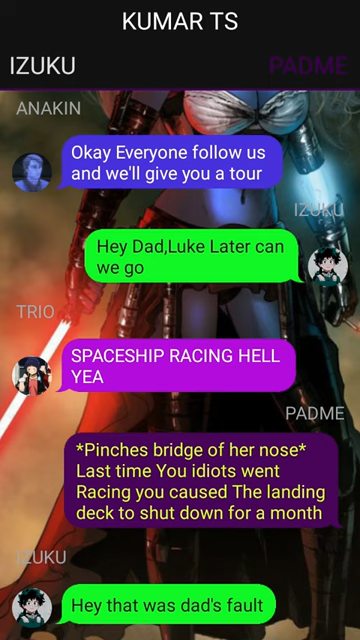 KUMAR TS
IZUKU
PADME
ANAKIN
Okay Everyone follow us
and we'll give you a tour
IZUKU
Hey Dad,Luke Later can
we go
TRIO
SPACESHIP RACING HELL
YEA
PADME
*Pinches bridge of her nose*
Last time You idiots went
Racing you caused The landing
deck to shut down for a month
IZUKU
Hey that was dad's fault